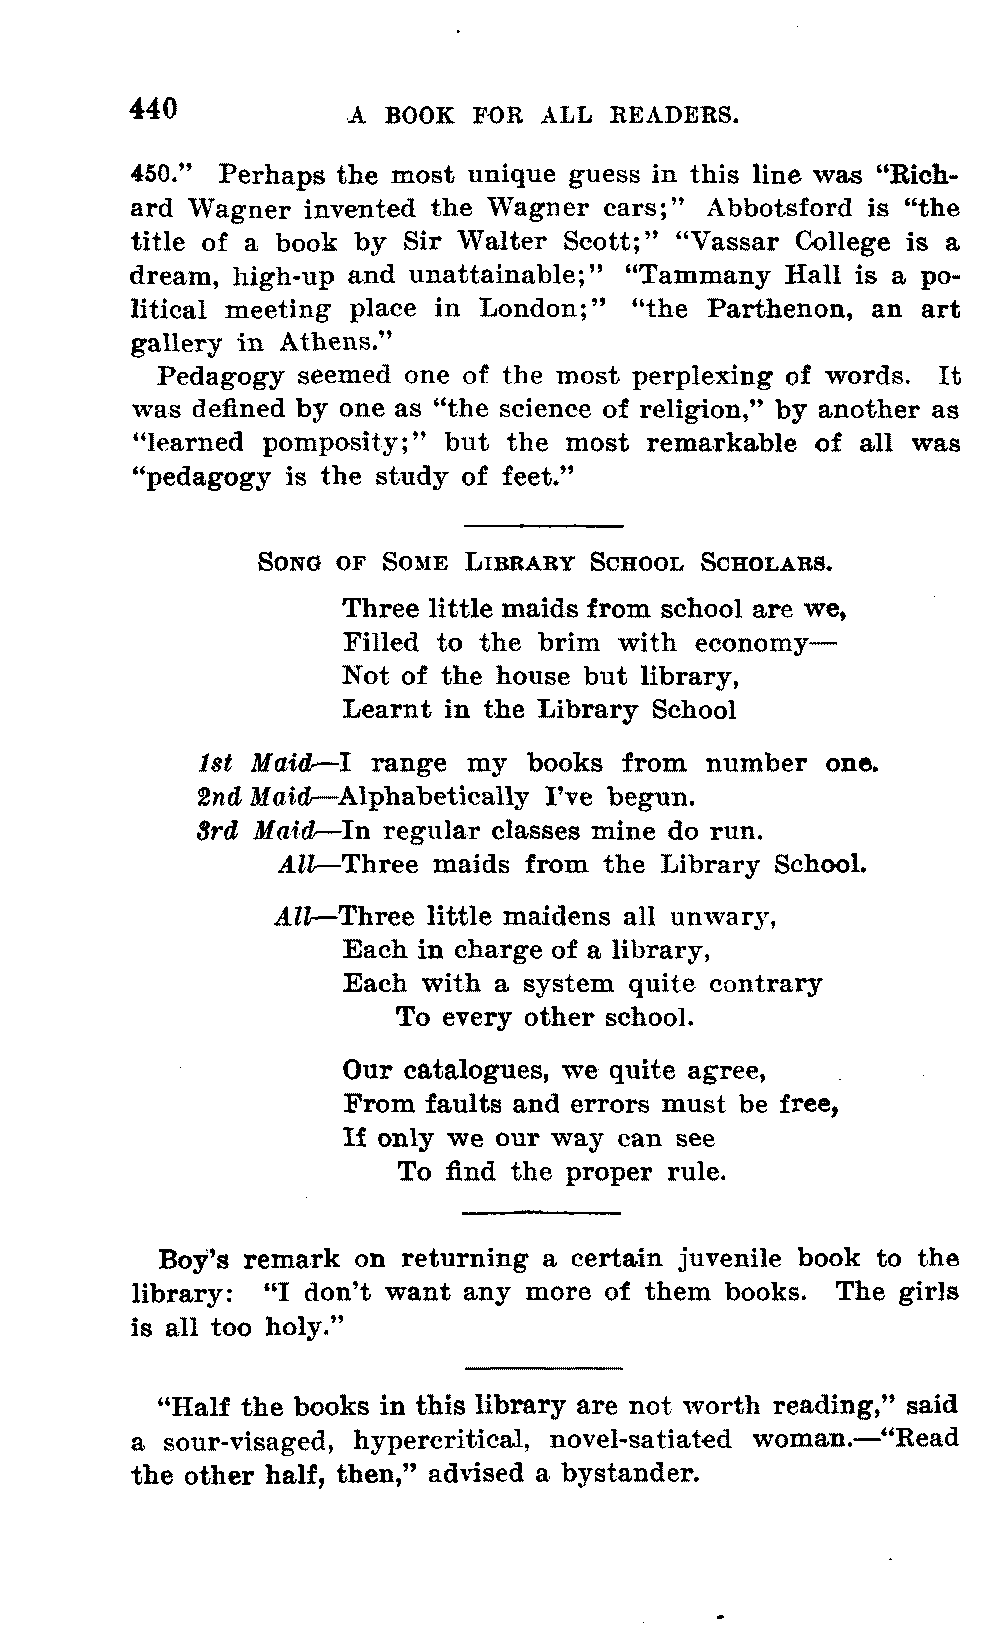 440
A BOOK FOR ALL READERS.
450." Perhaps the most unique guess in this line was "Rich-
ard Wagner invented the Wagner cars;" Abbotsford is "the
title of a book by Sir Walter Scott;" "Vassar College is a
dream, high-up and unattainable;" "Tammany Hall is a po-
litical meeting place in London;" "the Parthenon, an art
gallery in Athens."
Pedagogy seemed one of the most perplexing of words. It
was defined by one as "the science of religion," by another as
"learned pomposity;" but the most remarkable of all was
"pedagogy is the study of feet."
SONG OF SOME LIBRARY SCHOOL SCHOLARS.
Three little maids from school are we,
Filled to the brim with economy—
Not of the house but library,
Learnt in the Library School
1st Maid—I range my books from number one.
2nd Maid—Alphabetically I've begun.
3rd Maid—In regular classes mine do run.
All—Three maids from the Library School.
All—Three little maidens all unwary,
Each in charge of a library,
Each with a system quite contrary
To every other school.
Our catalogues, we quite agree,
From faults and errors must be free,
If only we our way can see
To find the proper rule.
Boy's remark on returning a certain juvenile book to the
library: "I don't want any more of them books. The girls
is all too holy."
"Half the books in this library are not worth reading," said
a sour-visaged, hypercritical, novel-satiated woman.—"Read
the other half, then," advised a bystander.